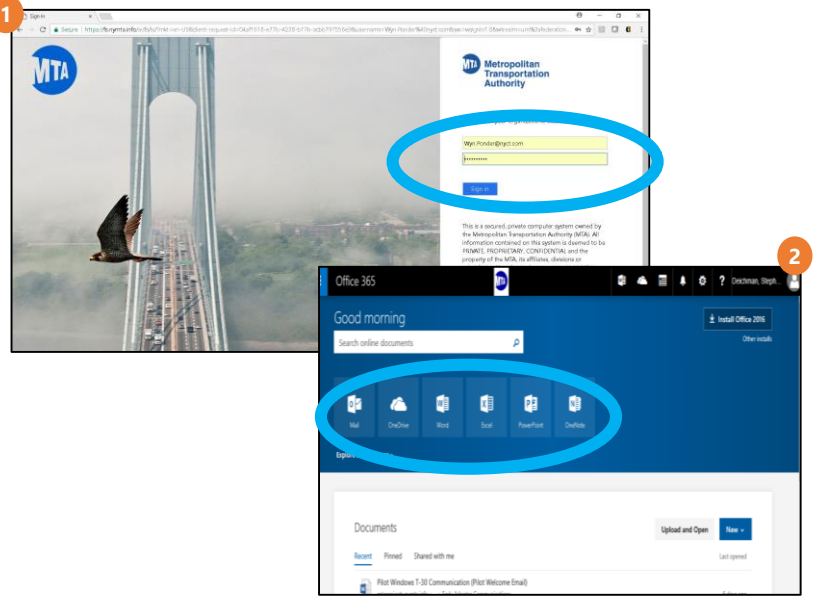 1
Sign In
Secure
MTA
Metropolitan
Transportation
Authority
Wyn.Pondar@nyct.com
Sign in
This is a secured, private computer system owned by
the Metropolitan Transportation Authority (MTA). All
information contained on this system is deemed to be
PRIVATE, PROPRIETARY, CONFIDENTIAL and the
property of the MTA, its affiliates, divisions or
2
Office 365
MTA
? Deichman, Steph...
Good morning
Install Office 2016
Search online documents
Other installs
Mail
OneDrive
Word
Excel
PowerPoint
OneNote
Documents
Upload and Open
New
Recent
Pinned
Shared with me
Last opened
Pilot Windows T-30 Communication (Pilot Welcome Email)